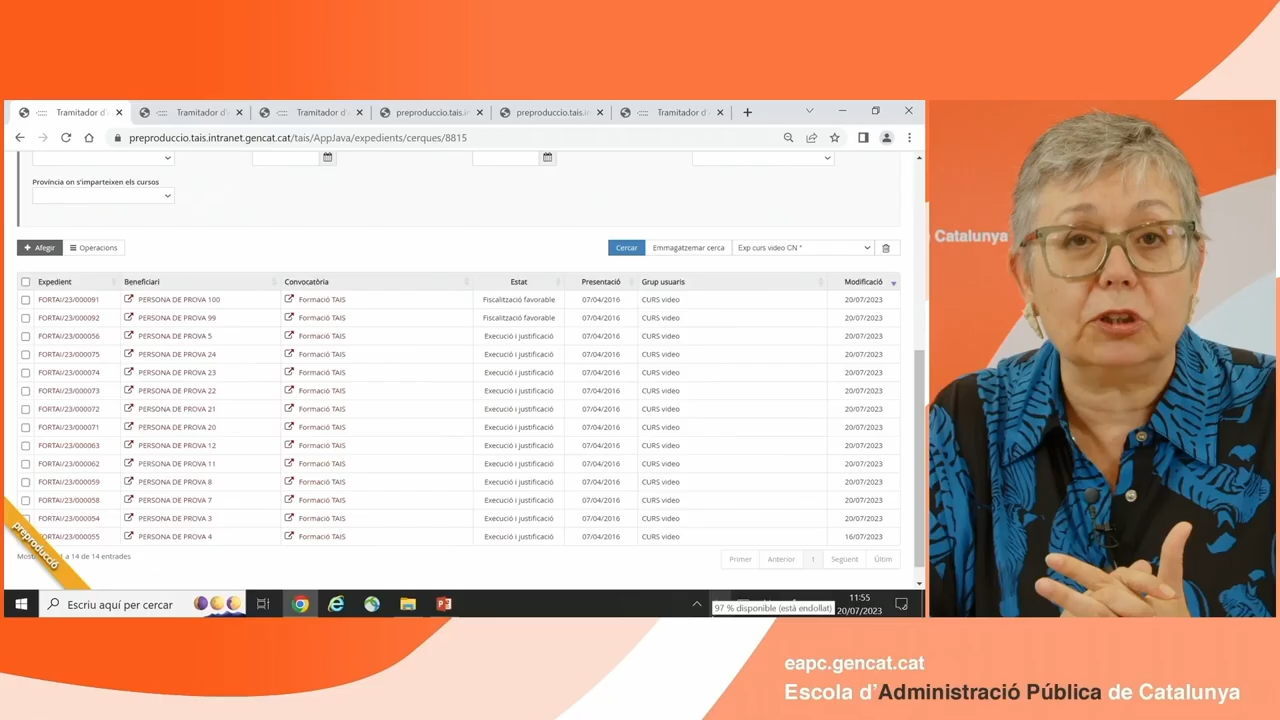 Tramitador d'
Tramitador d'
Tramitador d'
preproduccio.tais.in
preproduccio.tais.in
Tramitador d'
preproduccio.tais.intranet.gencat.cat/tais/AppJava/expedients/cerques/8815
Província on s'imparteixen els cursos
Afegir Operacions Cercar Emmagatzemar cerca Exp curs video CN *
Expedient Beneficiari Convocatòria Estat Presentació Grup usuaris Modificació
FORTAI/23/000091 PERSONA DE PROVA 100 Formació TAIS Fiscalització favorable 07/04/2016 CURS video 20/07/2023
FORTAI/23/000092 PERSONA DE PROVA 99 Formació TAIS Fiscalització favorable 07/04/2016 CURS video 20/07/2023
FORTAI/23/000056 PERSONA DE PROVA 5 Formació TAIS Execució i justificació 07/04/2016 CURS video 20/07/2023
FORTAI/23/000075 PERSONA DE PROVA 24 Formació TAIS Execució i justificació 07/04/2016 CURS video 20/07/2023
FORTAI/23/000074 PERSONA DE PROVA 23 Formació TAIS Execució i justificació 07/04/2016 CURS video 20/07/2023
FORTAI/23/000073 PERSONA DE PROVA 22 Formació TAIS Execució i justificació 07/04/2016 CURS video 20/07/2023
FORTAI/23/000072 PERSONA DE PROVA 21 Formació TAIS Execució i justificació 07/04/2016 CURS video 20/07/2023
FORTAI/23/000071 PERSONA DE PROVA 20 Formació TAIS Execució i justificació 07/04/2016 CURS video 20/07/2023
FORTAI/23/000063 PERSONA DE PROVA 12 Formació TAIS Execució i justificació 07/04/2016 CURS video 20/07/2023
FORTAI/23/000062 PERSONA DE PROVA 11 Formació TAIS Execució i justificació 07/04/2016 CURS video 20/07/2023
FORTAI/23/000059 PERSONA DE PROVA 8 Formació TAIS Execució i justificació 07/04/2016 CURS video 20/07/2023
FORTAI/23/000058 PERSONA DE PROVA 7 Formació TAIS Execució i justificació 07/04/2016 CURS video 20/07/2023
FORTAI/23/000054 PERSONA DE PROVA 3 Formació TAIS Execució i justificació 07/04/2016 CURS video 20/07/2023
FORTAI/23/000055 PERSONA DE PROVA 4 Formació TAIS Execució i justificació 07/04/2016 CURS video 16/07/2023
a 14 de 14 entrades
Primer Anterior 1 Següent Últim
preproducció
Escriu aquí per cercar
97 % disponible (està endollat)
11:55
20/07/2023
Catalunya
eapc.gencat.cat
Escola d'Administració Pública de Catalunya